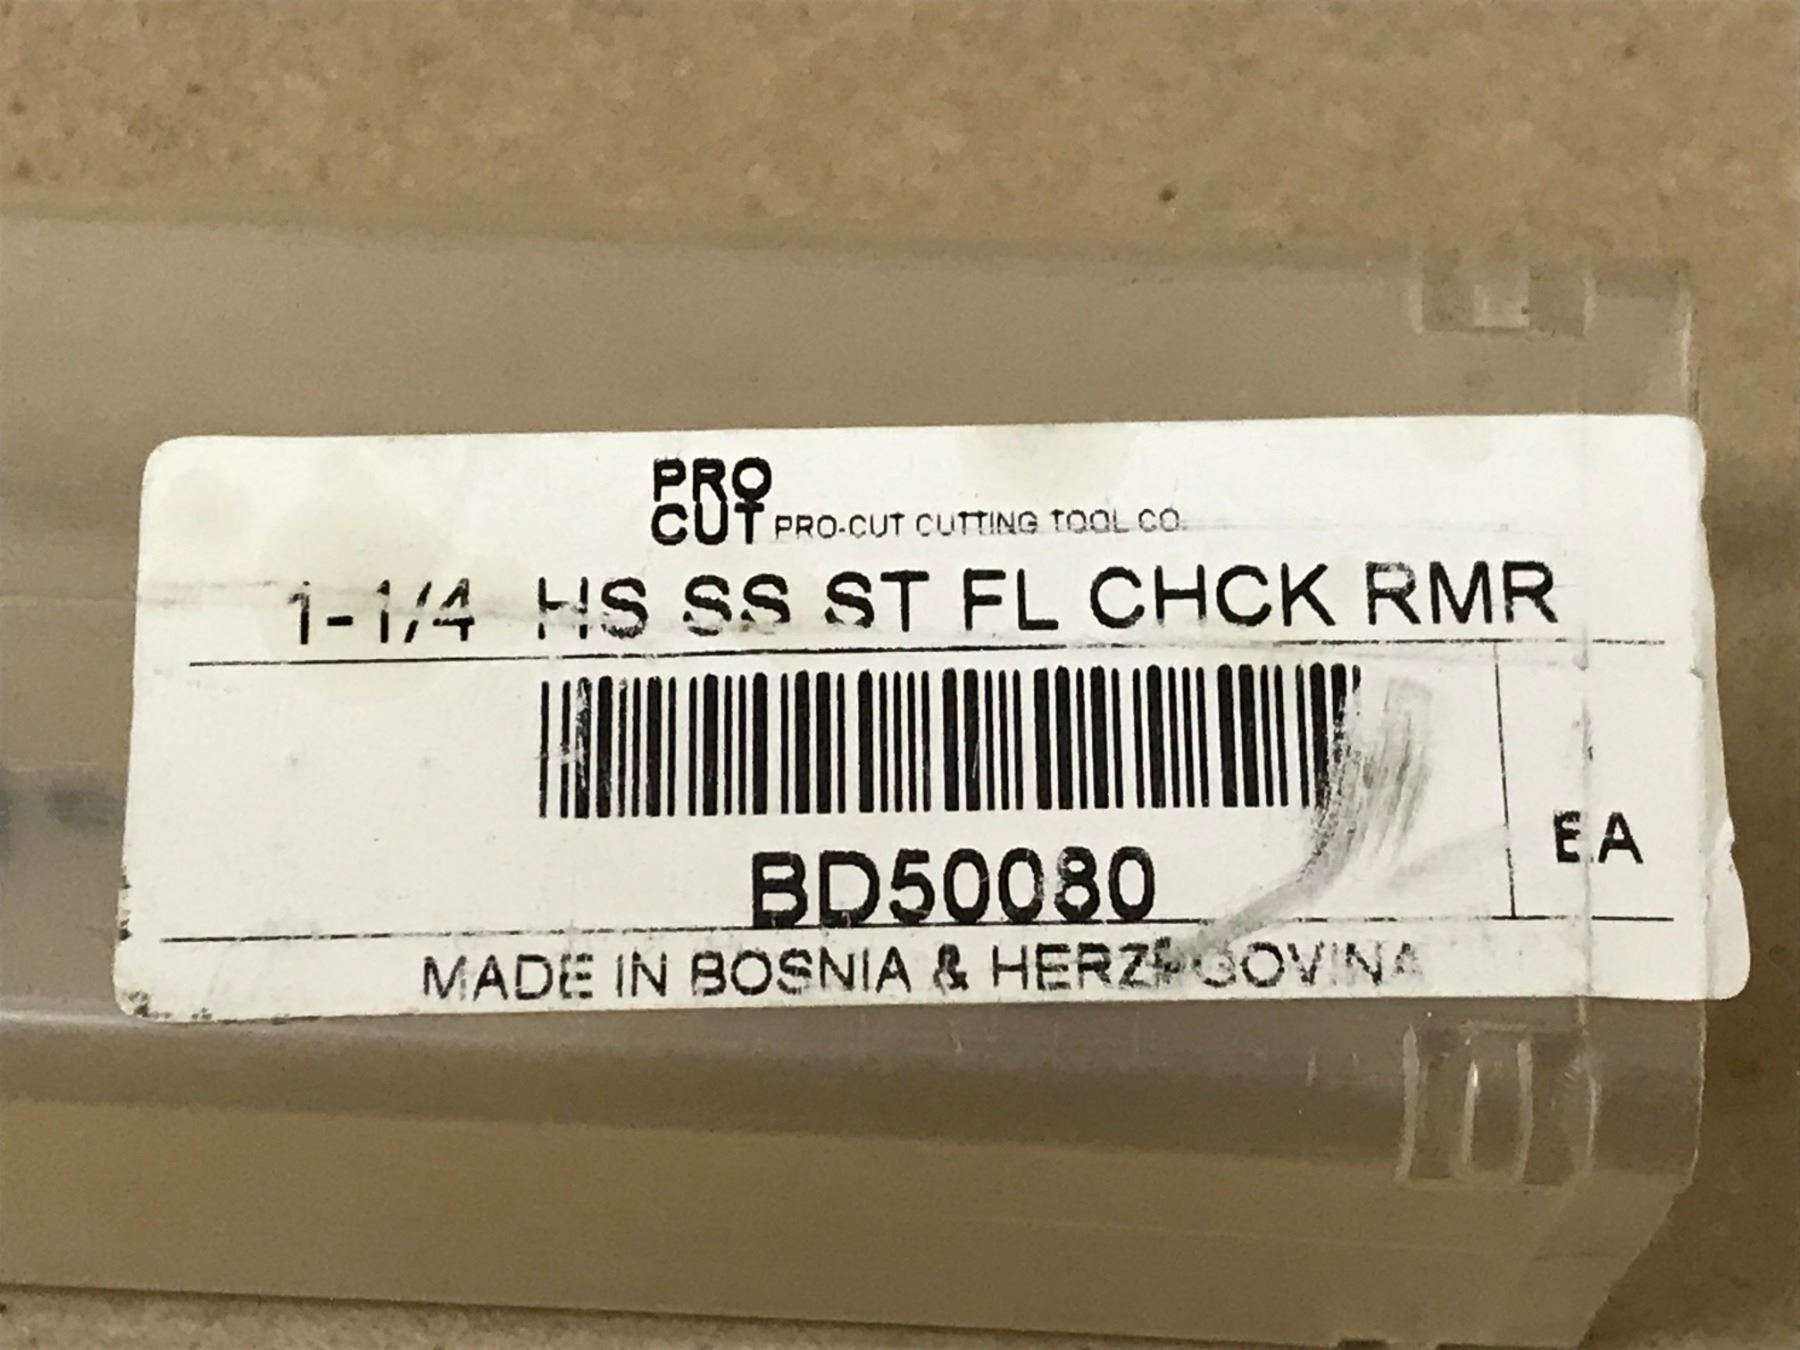 PRO
CUT PRO-CUT CUTTING TOOL CO.
1-1/4 HS SS ST FL CHCK RMR
BD50080
EA
MADE IN BOSNIA & HERZEGOVINA